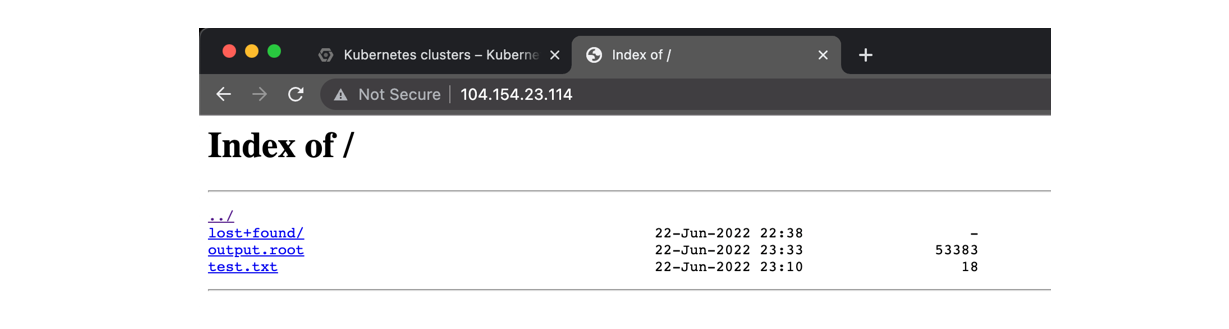 Kubernetes clusters – Kuberne
Index of /
Not Secure | 104.154.23.114
Index of /
../
lost+found/ 22-Jun-2022 22:38 -
output.root 22-Jun-2022 23:33 53383
test.txt 22-Jun-2022 23:10 18